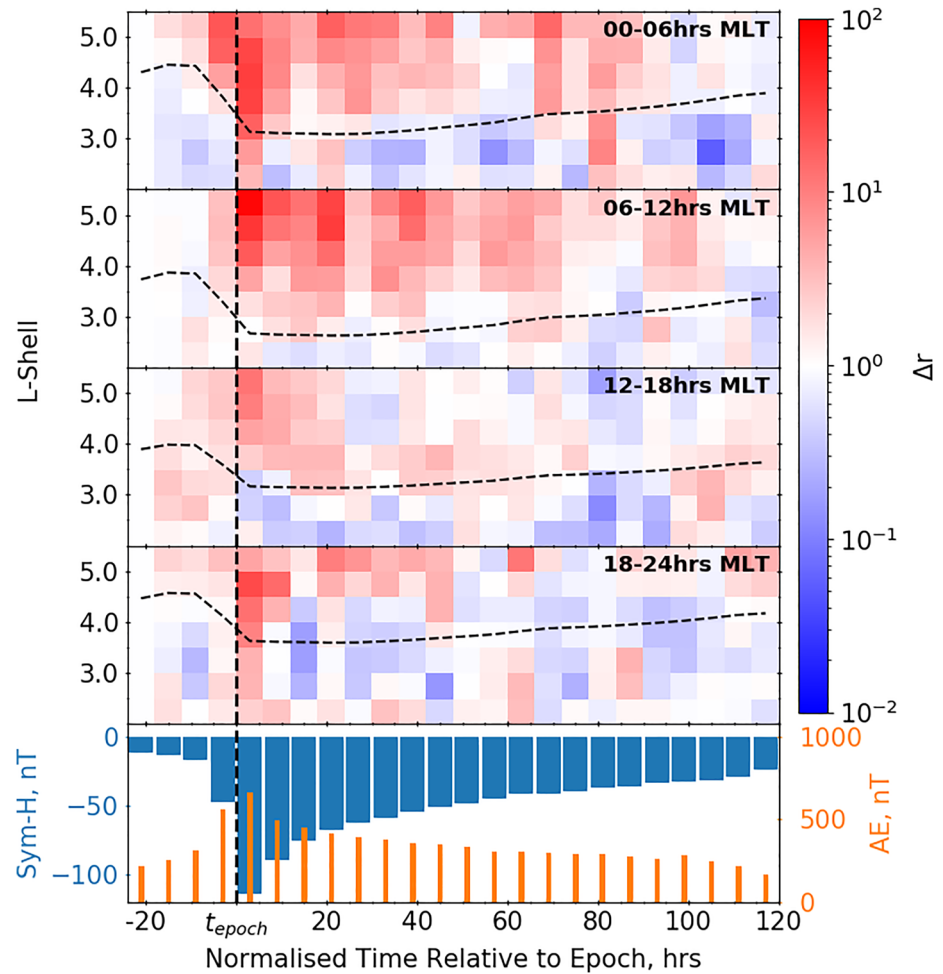 5.0
4.0
3.0
00-06hrs MLT
5.0
4.0
3.0
06-12hrs MLT
5.0
4.0
3.0
12-18hrs MLT
5.0
4.0
3.0
18-24hrs MLT
L-Shell
10²
10¹
10⁰
10⁻¹
10⁻²
Δr
0
−50
−100
Sym-H, nT
1000
500
0
AE, nT
-20 t_epoch 20 40 60 80 100 120
Normalised Time Relative to Epoch, hrs